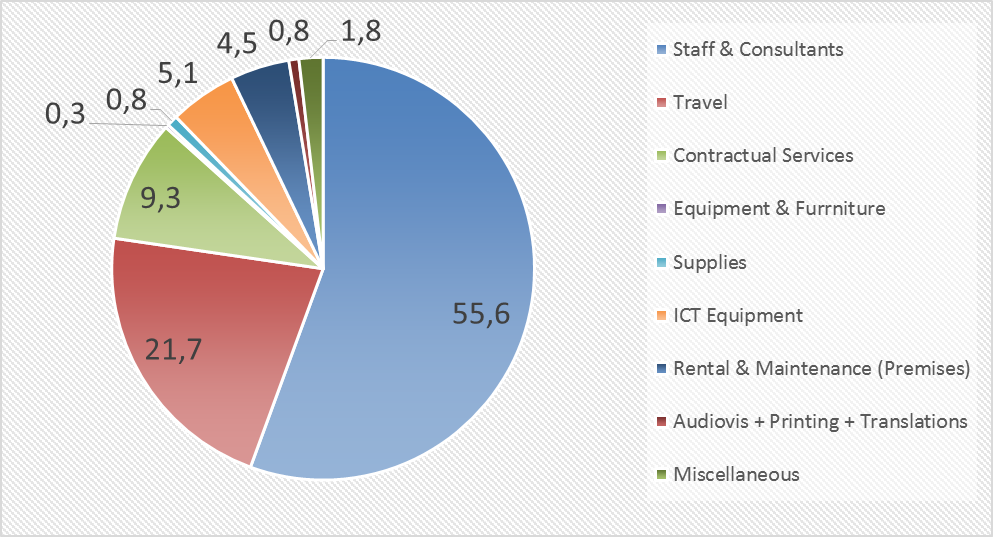 0,8
1,8
4,5
5,1
0,8
0,3
9,3
55,6
21,7
Staff & Consultants
Travel
Contractual Services
Equipment & Furrniture
Supplies
ICT Equipment
Rental & Maintenance (Premises)
Audiovis + Printing + Translations
Miscellaneous